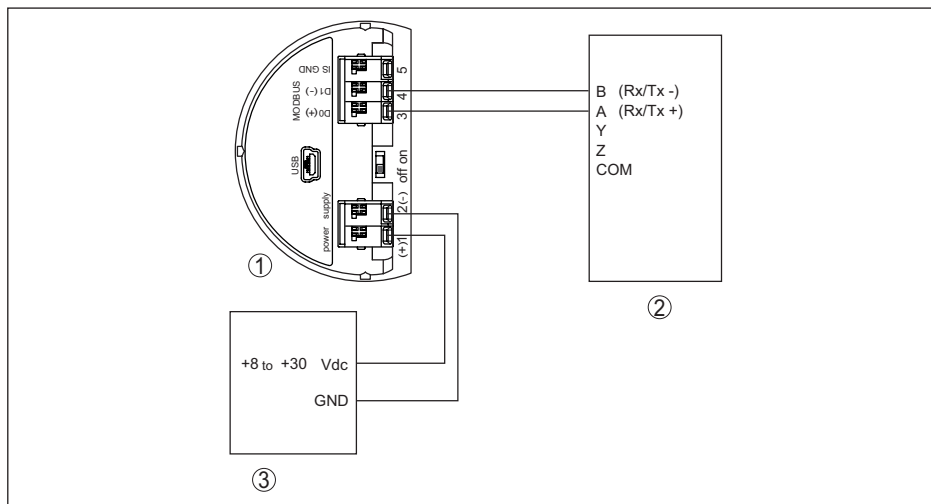 IS GND
5
MODBUS
D1(-)
4
D0(+)
3
USB
off on
power supply
2(-)
(+)1
①
B (Rx/Tx -)
A (Rx/Tx +)
Y
Z
COM
②
+8 to +30 Vdc
GND
③